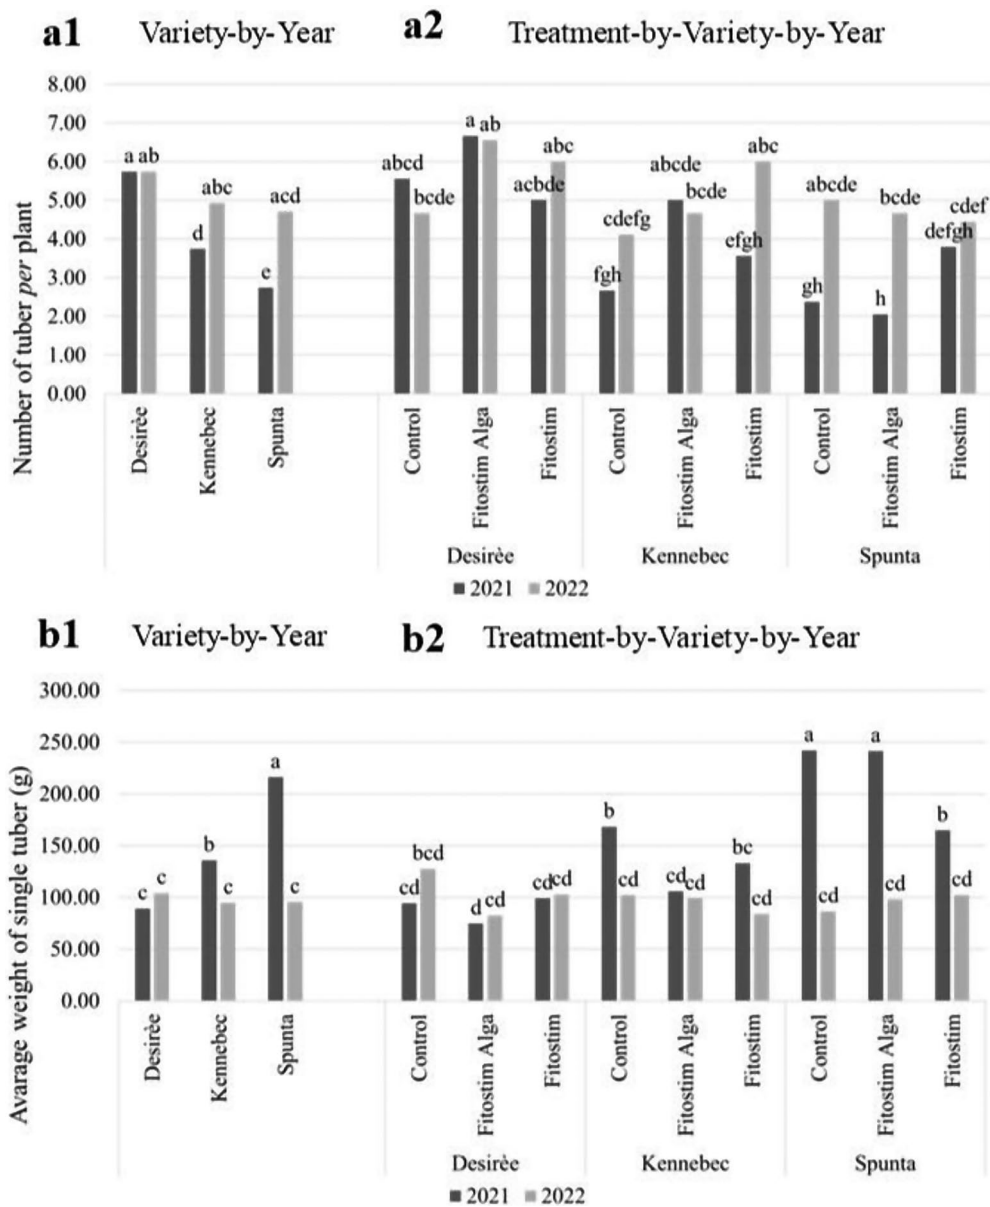 a1 Variety-by-Year a2 Treatment-by-Variety-by-Year
Number of tuber per plant
8.00
7.00
6.00
5.00
4.00
3.00
2.00
1.00
0.00
a ab
abc
d
acd
e
abcd
bcde
a ab
acbde
abc
fgh
cdefg
abcde
bcde
efgh
abc
gh
abcde
h
bcde
defgh
cdef
Desirèe
Kennebec
Spunta
Control
Fitostim Alga
Fitostim
Control
Fitostim Alga
Fitostim
Control
Fitostim Alga
Fitostim
Desirèe Kennebec Spunta
2021 2022
b1 Variety-by-Year b2 Treatment-by-Variety-by-Year
Avarage weight of single tuber (g)
300.00
250.00
200.00
150.00
100.00
50.00
0.00
c
c
b
c
a
c
cd
bcd
d
cd
cd
cd
b
cd
cd
cd
bc
cd
a
cd
a
cd
b
cd
Desirèe
Kennebec
Spunta
Control
Fitostim Alga
Fitostim
Control
Fitostim Alga
Fitostim
Control
Fitostim Alga
Fitostim
Desirèe Kennebec Spunta
2021 2022